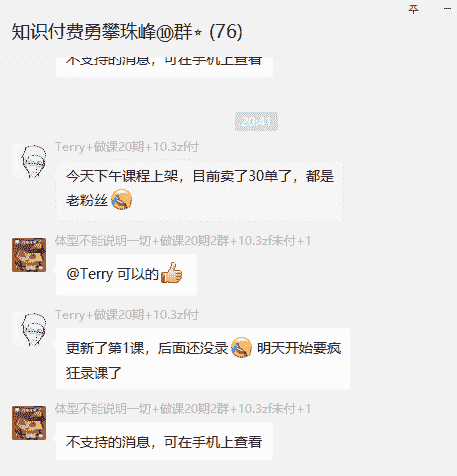 知识付费勇攀珠峰⑩群⭐ (76)
不支持的消息，可在手机上查看
20:41
Terry+做课20期+10.3zf付
今天下午课程上架，目前卖了30单了，都是
老粉丝
体型不能说明一切+做课20期2群+10.3zf未付+1
@Terry 可以的
Terry+做课20期+10.3zf付
更新了第1课，后面还没录 明天开始要疯
狂录课了
体型不能说明一切+做课20期2群+10.3zf未付+1
不支持的消息，可在手机上查看